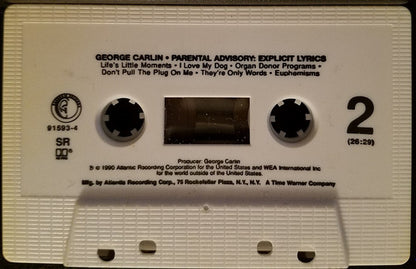 GEORGE CARLIN • PARENTAL ADVISORY: EXPLICIT LYRICS
Life's Little Moments • I Love My Dog • Organ Donor Programs •
Don't Pull The Plug On Me • They're Only Words • Euphemisms
91593-4
SR
2
(26:29)
Producer: George Carlin
℗ © 1990 Atlantic Recording Corporation for the United States and WEA International Inc
for the world outside of the United States.
Mfg. by Atlantic Recording Corp., 75 Rockefeller Plaza, N.Y., N.Y. A Time Warner Company